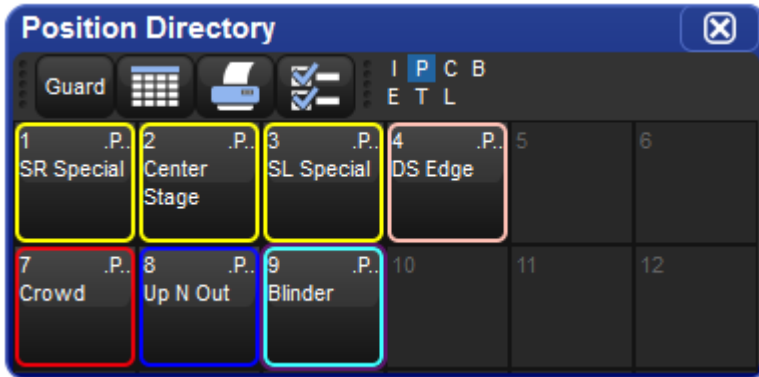 Position Directory
Guard
I P C B
E T L
1 .P.. 2 .P.. 3 .P.. 4 .P.. 5 6
SR Special Center Stage SL Special DS Edge
7 .P.. 8 .P.. 9 .P.. 10 11 12
Crowd Up N Out Blinder